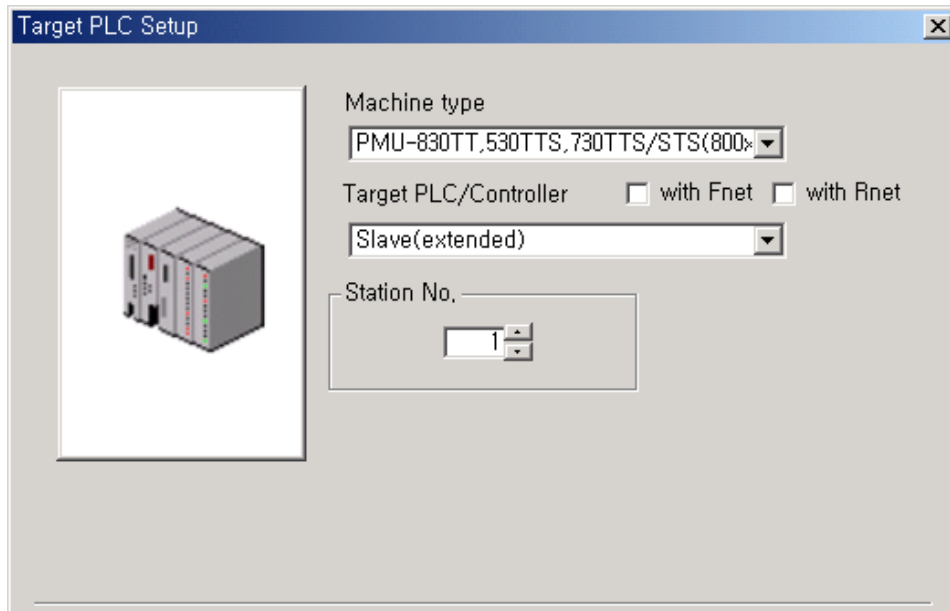 Target PLC Setup
Machine type
PMU-830TT,530TTS,730TTS/STS(800x
Target PLC/Controller with Fnet with Rnet
Slave(extended)
Station No.
1